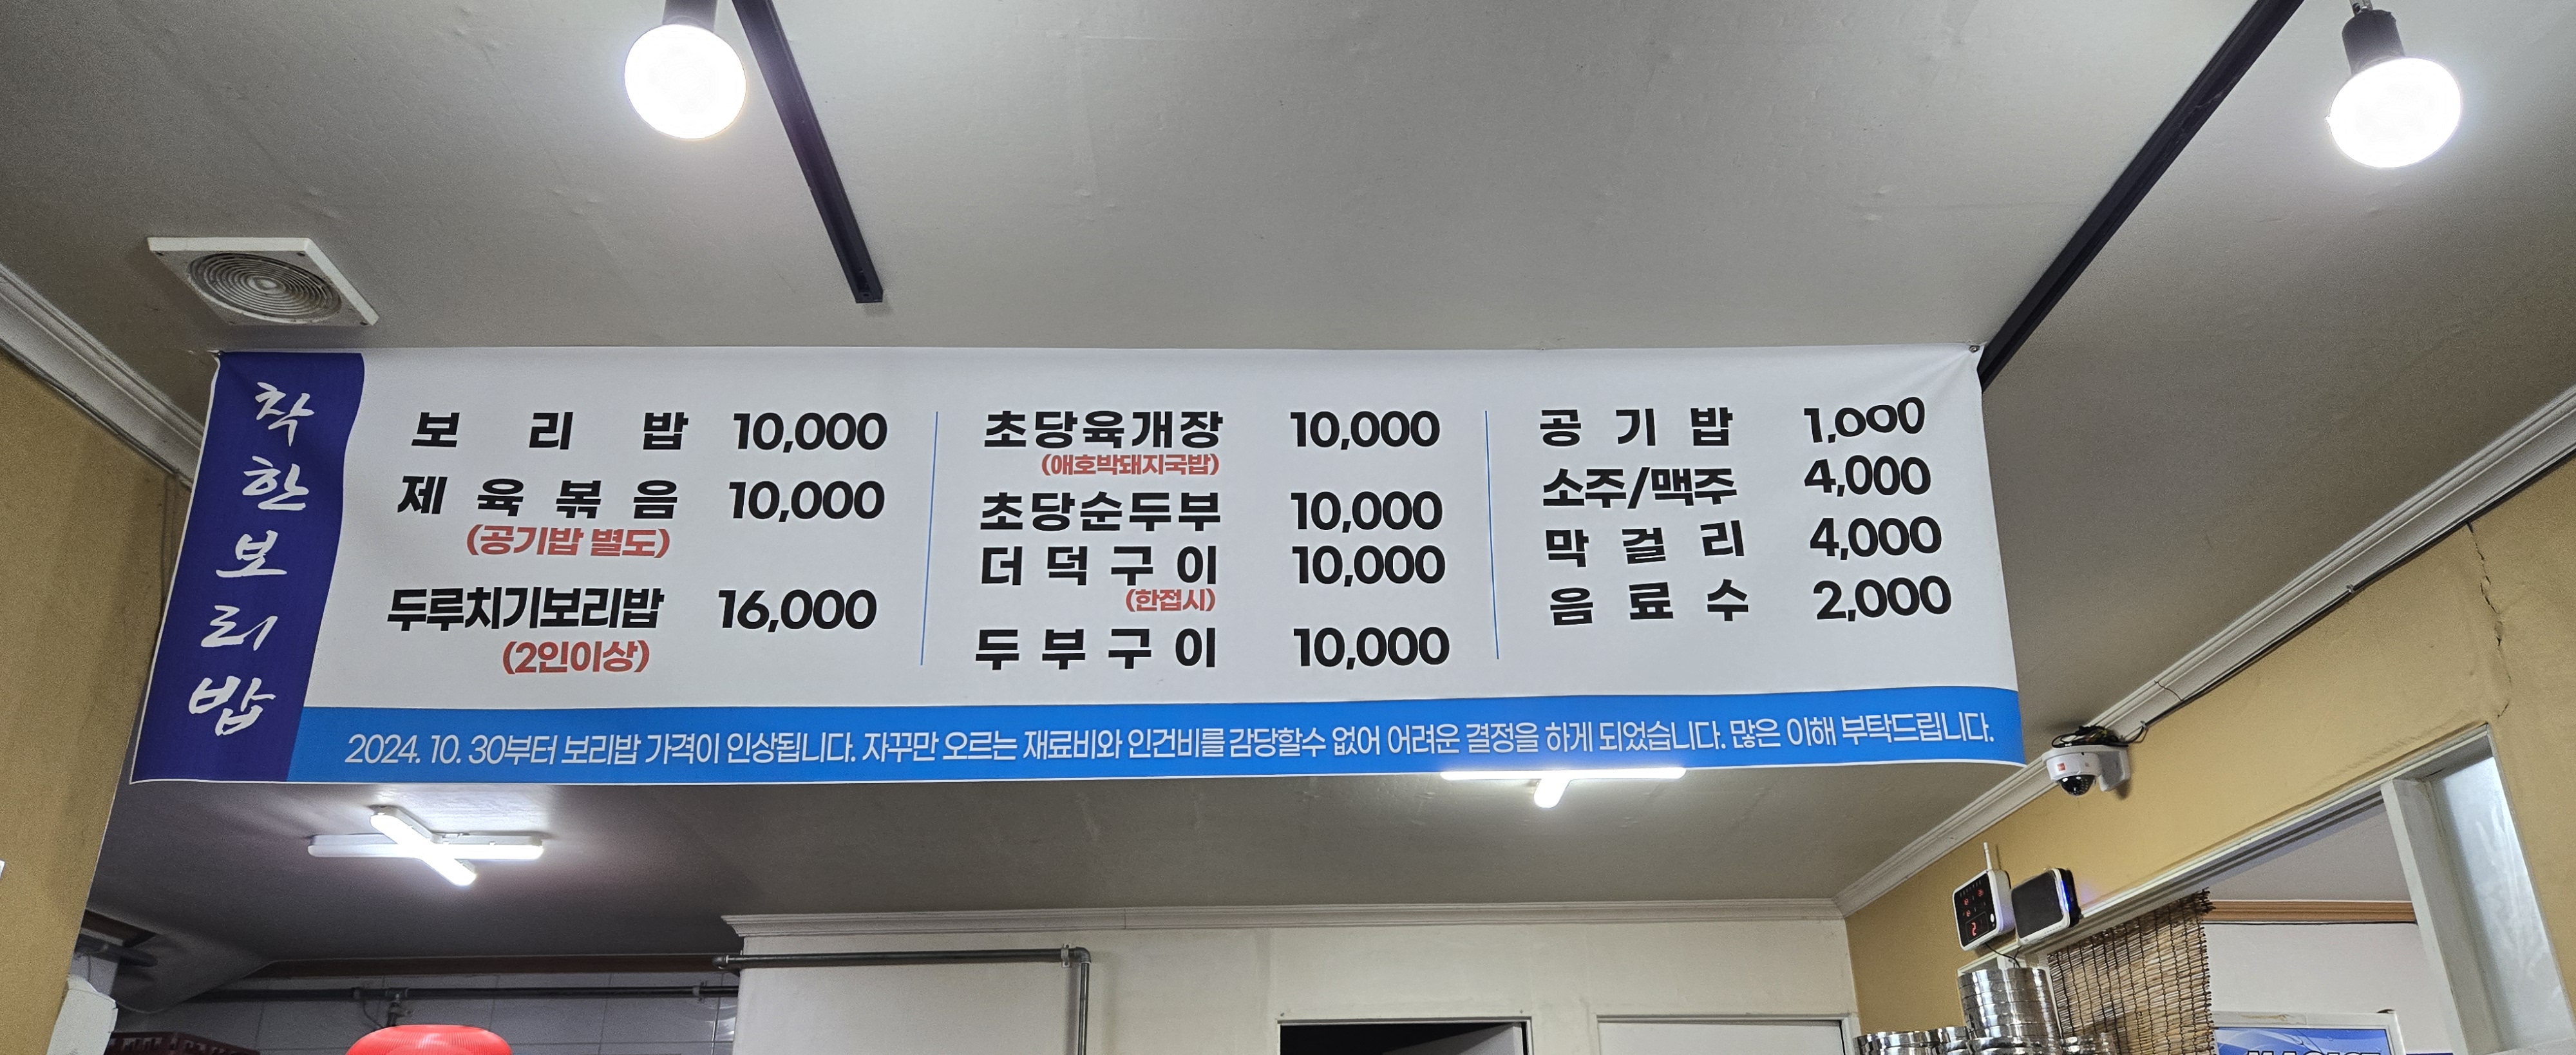 착한보리밥
보리밥 10,000
제육볶음 10,000
(공기밥 별도)
두루치기보리밥 16,000
(2인이상)
초당육개장 10,000
(애호박돼지국밥)
초당순두부 10,000
더덕구이 10,000
(한접시)
두부구이 10,000
공기밥 1,000
소주/맥주 4,000
막걸리 4,000
음료수 2,000
2024. 10. 30부터 보리밥 가격이 인상됩니다. 자꾸만 오르는 재료비와 인건비를 감당할수 없어 어려운 결정을 하게 되었습니다. 많은 이해 부탁드립니다.